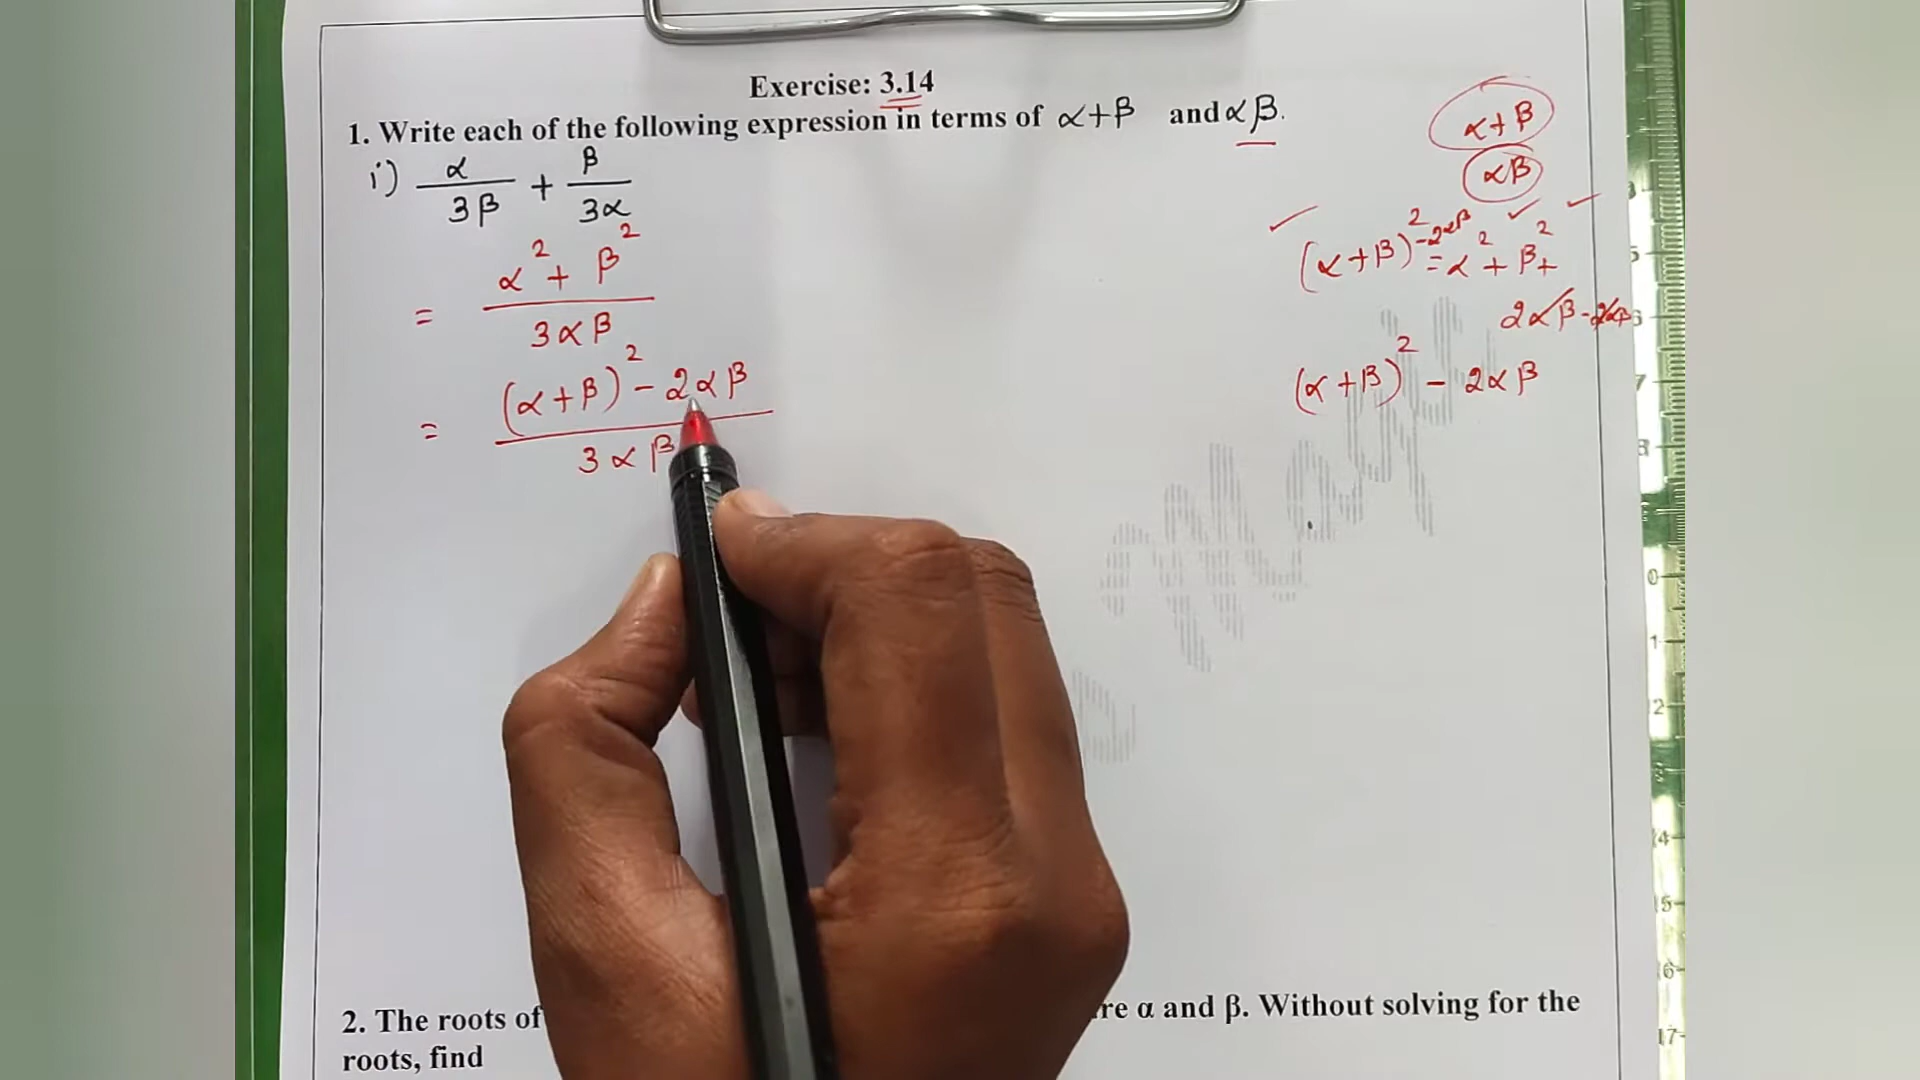 Exercise: 3.14
1. Write each of the following expression in terms of α+β and αβ.
i) α/3β + β/3α
= α² + β² / 3αβ
= (α+β)² - 2αβ / 3αβ
α+β
αβ
(α+β)² - 2αβ = α² + β² +
2αβ - 2αβ
(α+β)² - 2αβ
2. The roots of re α and β. Without solving for the
roots, find